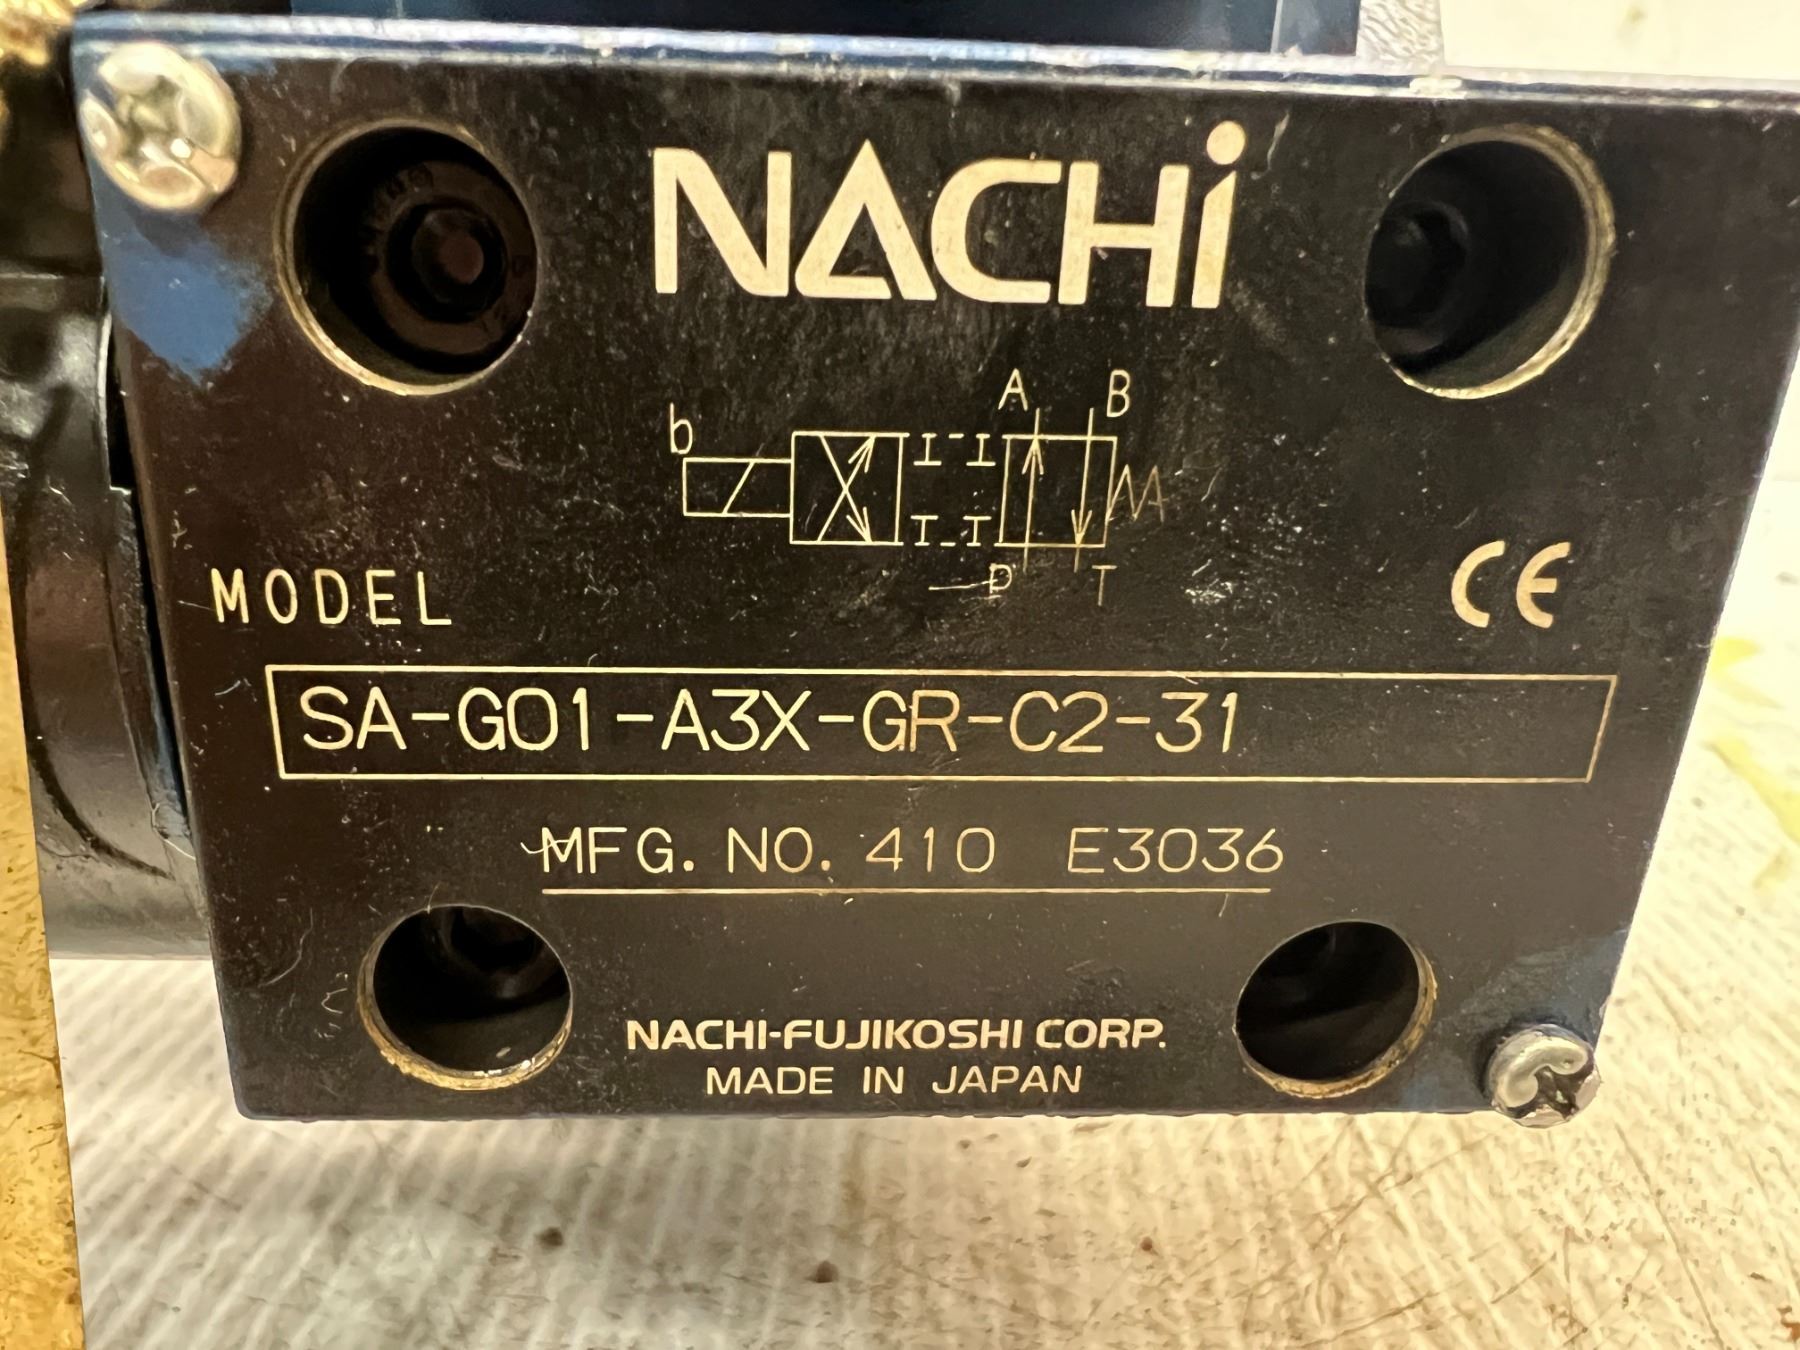 NACHi
A B
b
P T
MODEL
CE
SA-G01-A3X-GR-C2-31
MFG. NO. 410 E3036
NACHI-FUJIKOSHI CORP.
MADE IN JAPAN